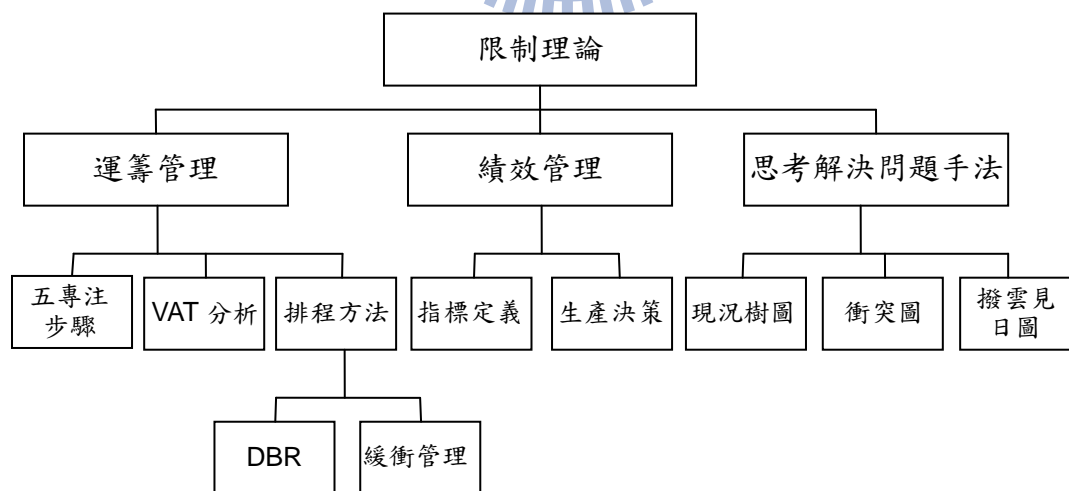 限制理論
運籌管理
績效管理
思考解決問題手法
五專注
步驟
VAT 分析
排程方法
指標定義
生產決策
現況樹圖
衝突圖
撥雲見
日圖
DBR
緩衝管理